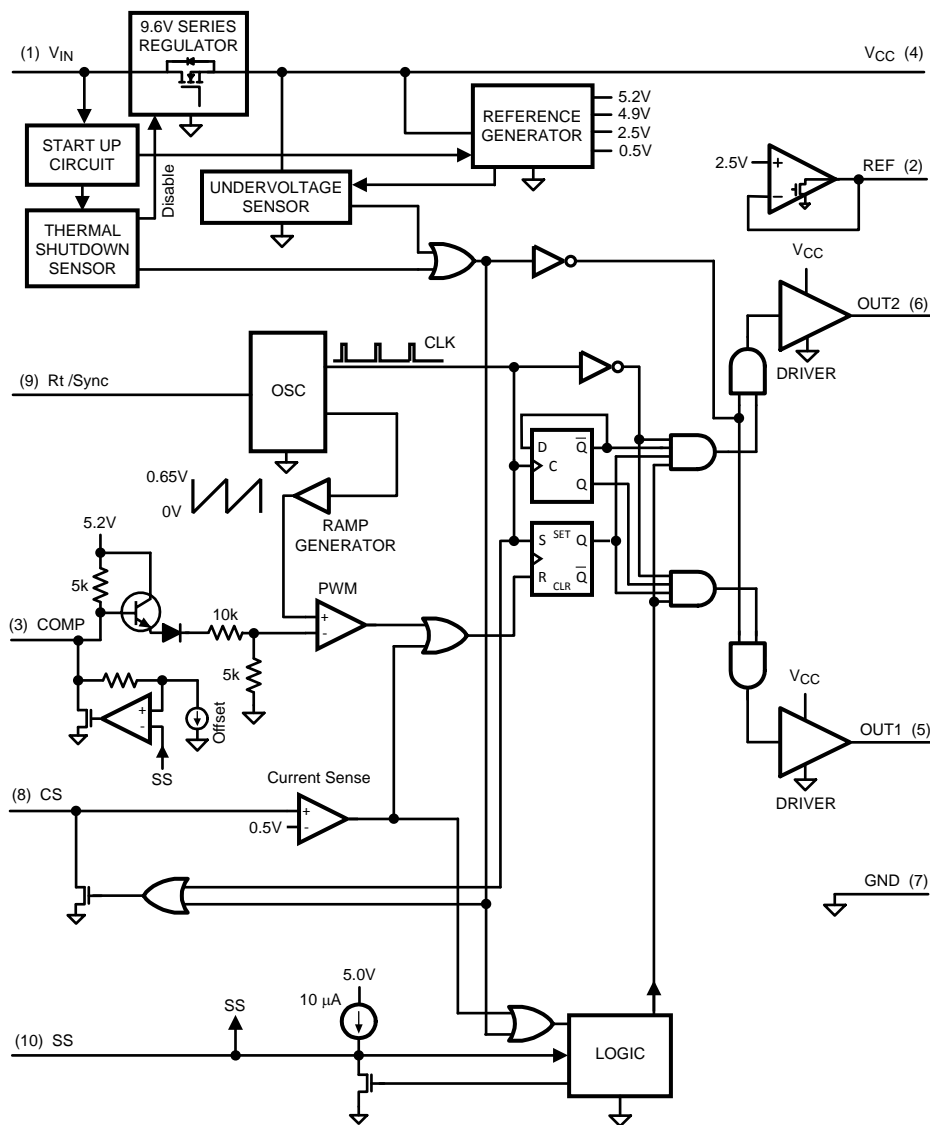 9.6V SERIES
REGULATOR
(1) VIN
VCC (4)
5.2V
4.9V
2.5V
0.5V
REFERENCE
GENERATOR
START UP
CIRCUIT
Disable
UNDERVOLTAGE
SENSOR
THERMAL
SHUTDOWN
SENSOR
2.5V
+
-
REF (2)
VCC
OUT2 (6)
DRIVER
CLK
OSC
(9) Rt /Sync
0.65V
0V
RAMP
GENERATOR
D
Q
C
Q
S
SET
Q
R
CLR
Q
5.2V
5k
PWM
10k
+
-
(3) COMP
5k
+
-
Offset
SS
VCC
OUT1 (5)
DRIVER
Current Sense
(8) CS
+
0.5V
-
GND (7)
5.0V
10 µA
SS
(10) SS
LOGIC